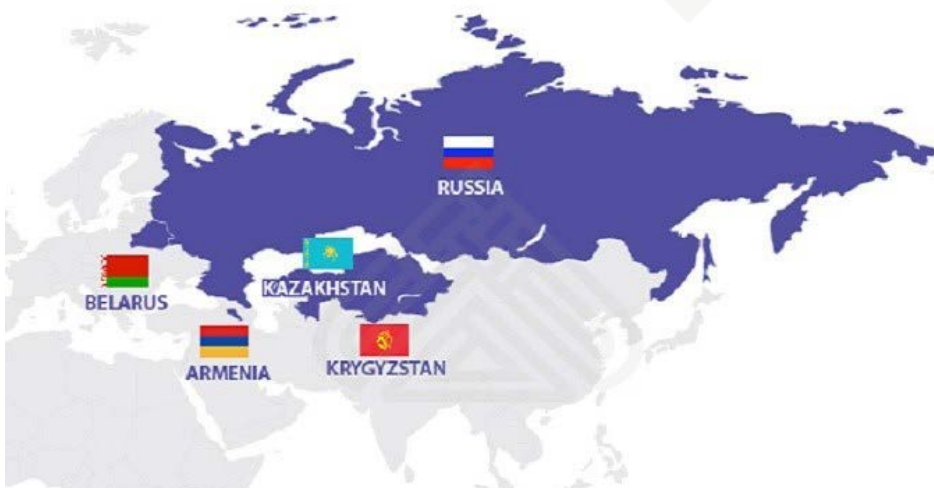 RUSSIA
KAZAKHSTAN
BELARUS
ARMENIA
KRYGYZSTAN